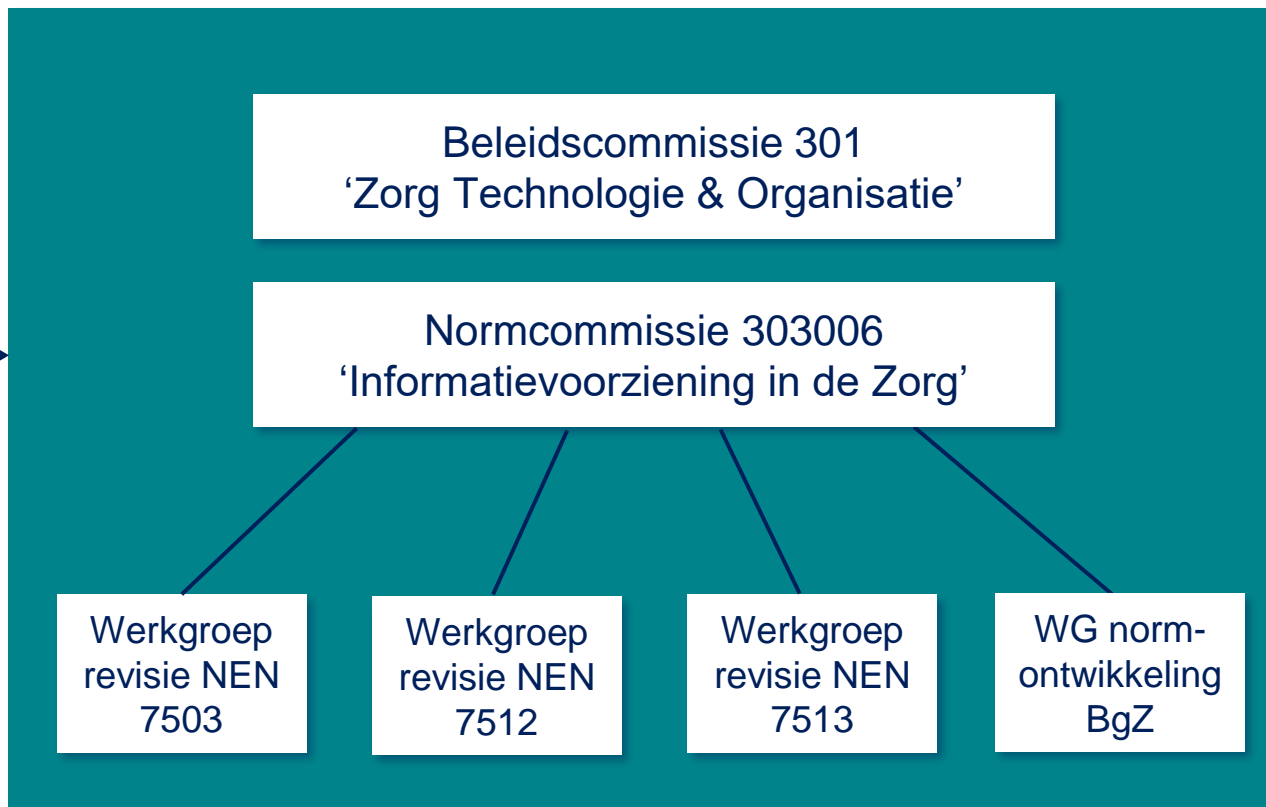 Beleidscommissie 301
‘Zorg Technologie & Organisatie’
Normcommissie 303006
‘Informatievoorziening in de Zorg’
Werkgroep
revisie NEN
7503
Werkgroep
revisie NEN
7512
Werkgroep
revisie NEN
7513
WG norm-
ontwikkeling
BgZ